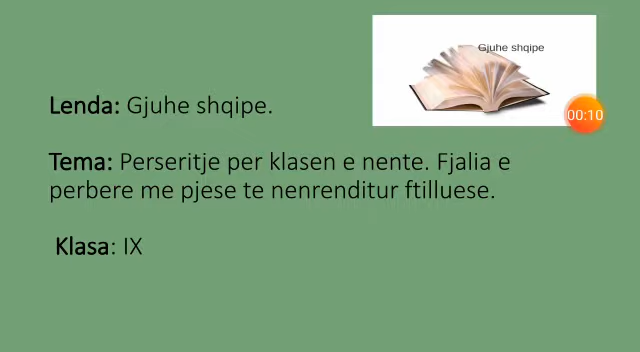 Gjuhe shqipe
00:10
Lenda: Gjuhe shqipe.
Tema: Perseritje per klasen e nente. Fjalia e
perbere me pjese te nenrenditur ftilluese.
Klasa: IX